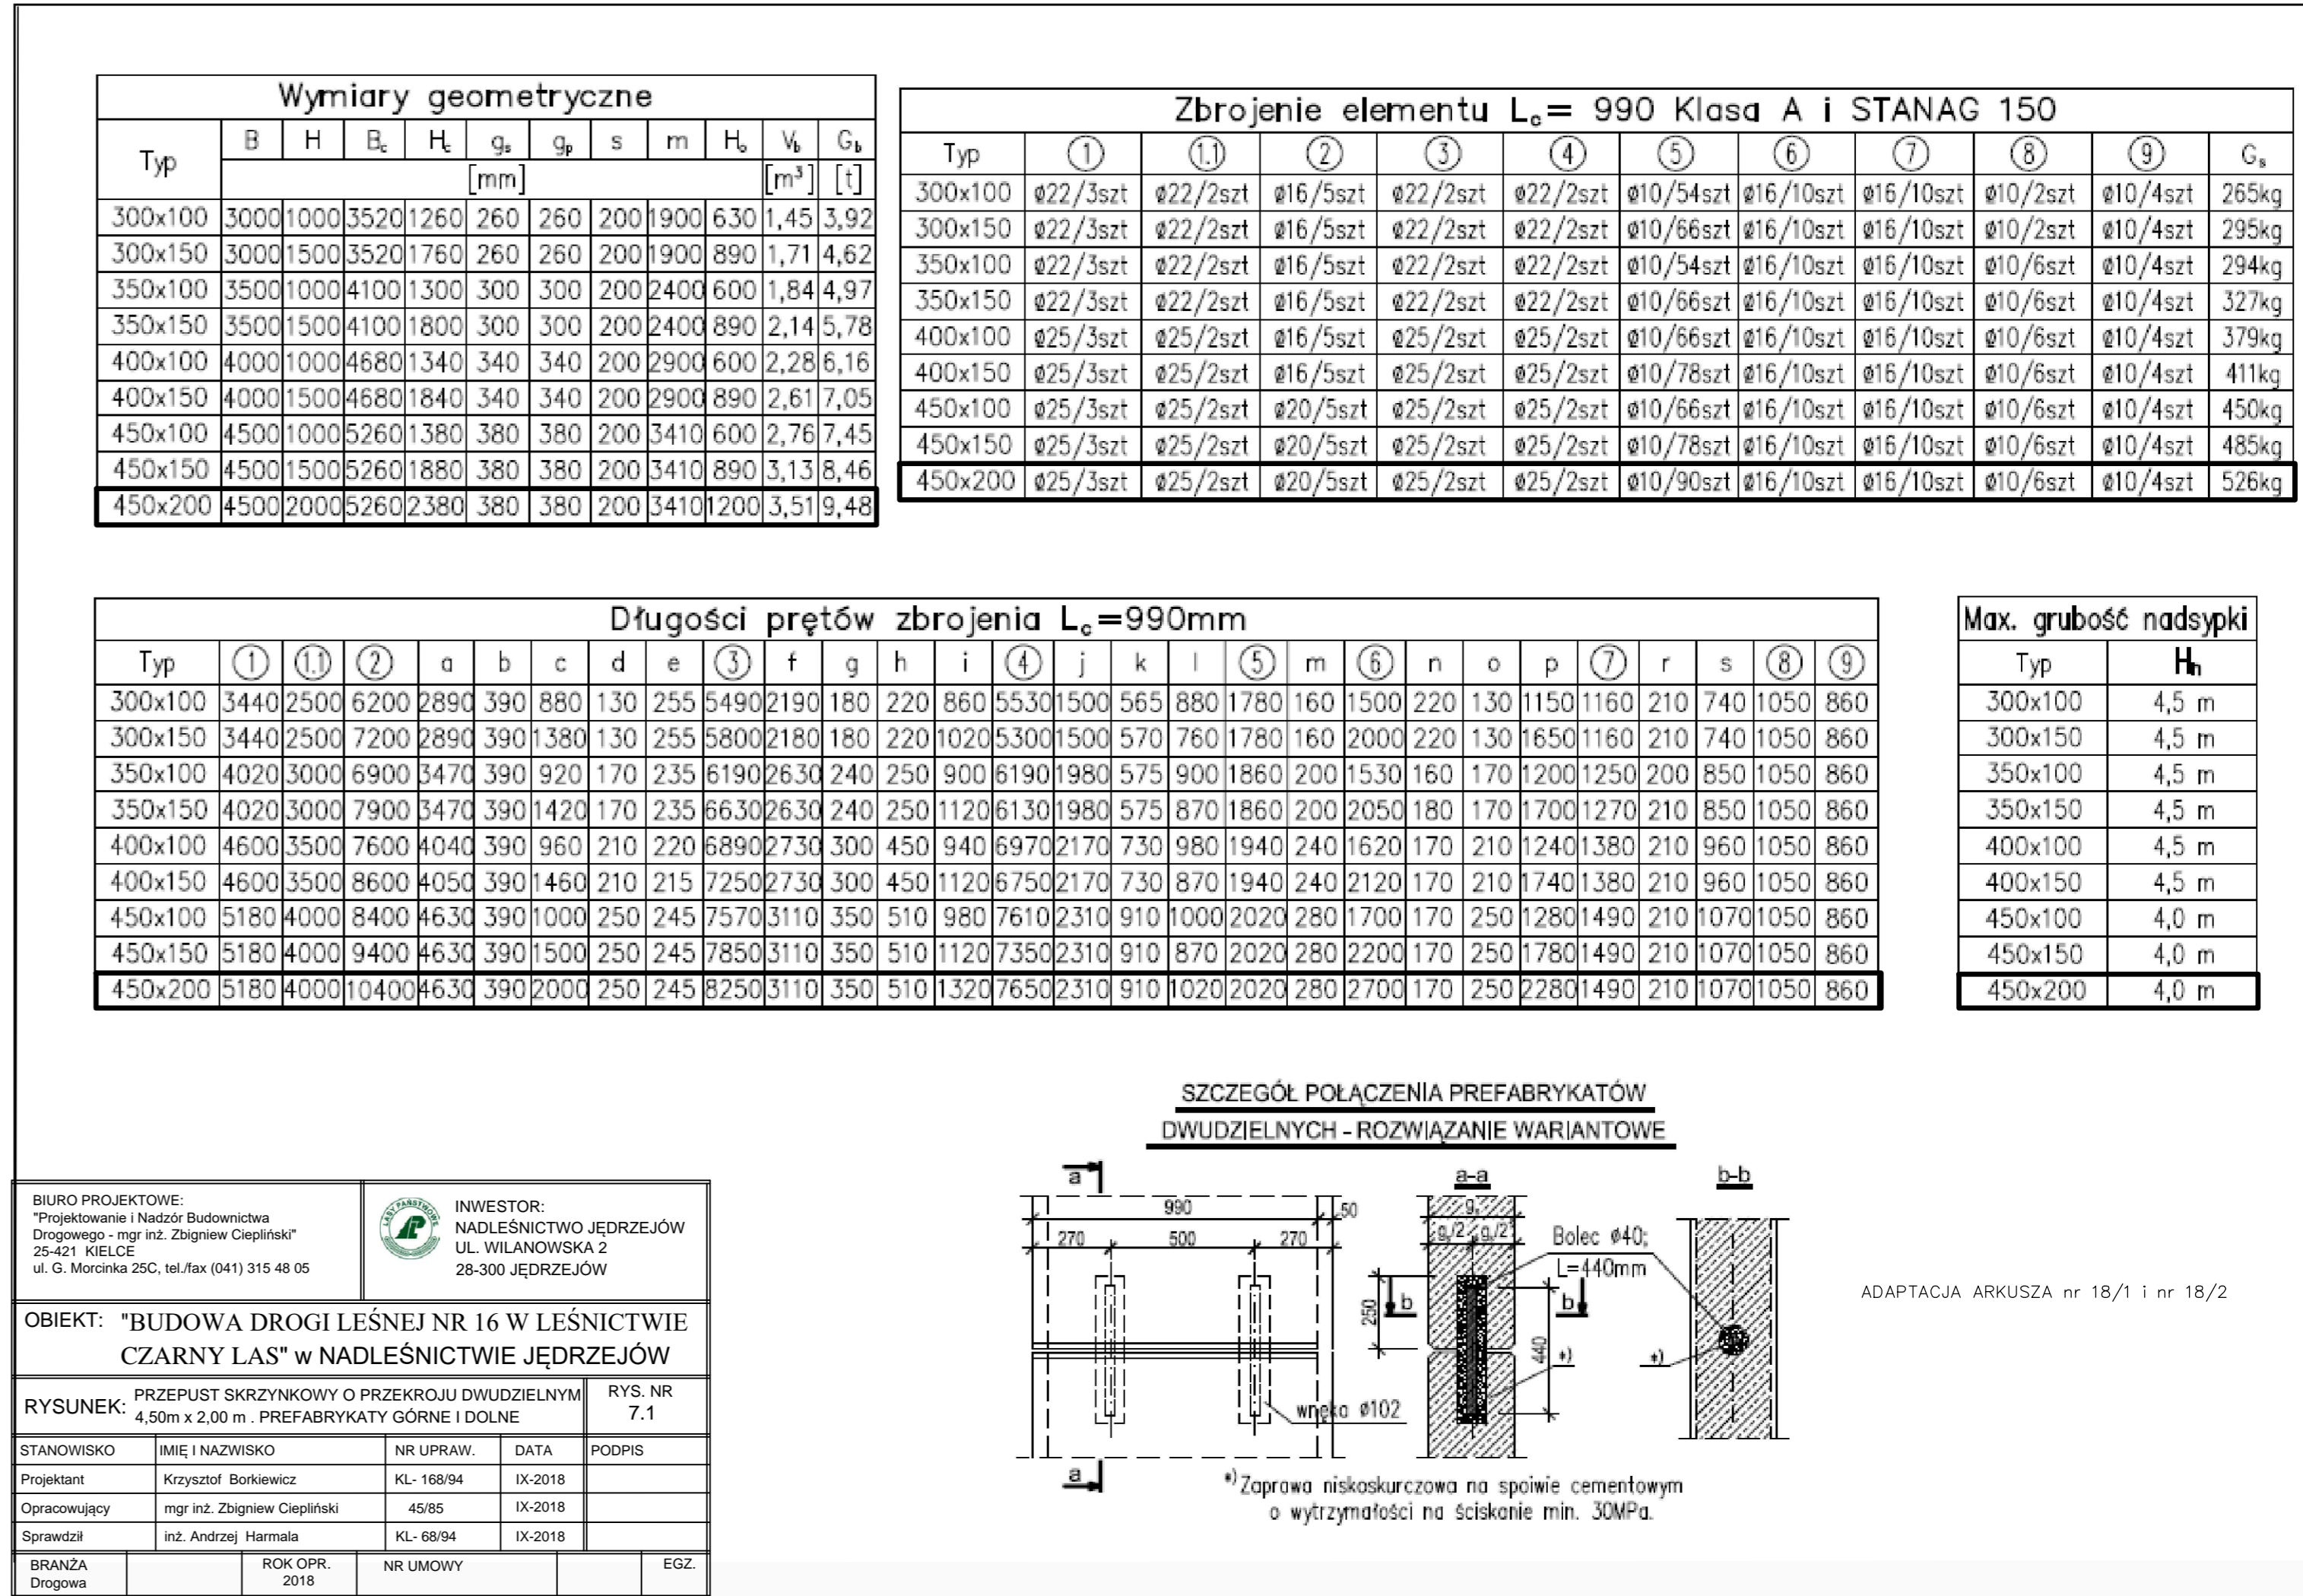 Wymiary geometryczne
Typ B H Bc Hc gs gp s m Ho Vb Gb
[mm] [m³] [t]
300x100 3000 1000 3520 1260 260 260 200 1900 630 1,45 3,92
300x150 3000 1500 3520 1760 260 260 200 1900 890 1,71 4,62
350x100 3500 1000 4100 1300 300 300 200 2400 600 1,84 4,97
350x150 3500 1500 4100 1800 300 300 200 2400 890 2,14 5,78
400x100 4000 1000 4680 1340 340 340 200 2900 600 2,28 6,16
400x150 4000 1500 4680 1840 340 340 200 2900 890 2,61 7,05
450x100 4500 1000 5260 1380 380 380 200 3410 600 2,76 7,45
450x150 4500 1500 5260 1880 380 380 200 3410 890 3,13 8,46
450x200 4500 2000 5260 2380 380 380 200 3410 1200 3,51 9,48
Zbrojenie elementu Lc= 990 Klasa A i STANAG 150
Typ 1 1.1 2 3 4 5 6 7 8 9 Gs
300x100 ø22/3szt ø22/2szt ø16/5szt ø22/2szt ø22/2szt ø10/54szt ø16/10szt ø16/10szt ø10/2szt ø10/4szt 265kg
300x150 ø22/3szt ø22/2szt ø16/5szt ø22/2szt ø22/2szt ø10/66szt ø16/10szt ø16/10szt ø10/2szt ø10/4szt 295kg
350x100 ø22/3szt ø22/2szt ø16/5szt ø22/2szt ø22/2szt ø10/54szt ø16/10szt ø16/10szt ø10/6szt ø10/4szt 294kg
350x150 ø22/3szt ø22/2szt ø16/5szt ø22/2szt ø22/2szt ø10/66szt ø16/10szt ø16/10szt ø10/6szt ø10/4szt 327kg
400x100 ø25/3szt ø25/2szt ø16/5szt ø25/2szt ø25/2szt ø10/66szt ø16/10szt ø16/10szt ø10/6szt ø10/4szt 379kg
400x150 ø25/3szt ø25/2szt ø16/5szt ø25/2szt ø25/2szt ø10/78szt ø16/10szt ø16/10szt ø10/6szt ø10/4szt 411kg
450x100 ø25/3szt ø25/2szt ø20/5szt ø25/2szt ø25/2szt ø10/66szt ø16/10szt ø16/10szt ø10/6szt ø10/4szt 450kg
450x150 ø25/3szt ø25/2szt ø20/5szt ø25/2szt ø25/2szt ø10/78szt ø16/10szt ø16/10szt ø10/6szt ø10/4szt 485kg
450x200 ø25/3szt ø25/2szt ø20/5szt ø25/2szt ø25/2szt ø10/90szt ø16/10szt ø16/10szt ø10/6szt ø10/4szt 526kg
Długości prętów zbrojenia Lc=990mm
Typ 1 1.1 2 a b c d e 3 f g h i 4 j k l 5 m 6 n o p 7 r s 8 9
300x100 3440 2500 6200 2890 390 880 130 255 5490 2190 180 220 860 5530 1500 565 880 1780 160 1500 220 130 1150 1160 210 740 1050 860
300x150 3440 2500 7200 2890 390 1380 130 255 5800 2180 180 220 1020 5300 1500 570 760 1780 160 2000 220 130 1650 1160 210 740 1050 860
350x100 4020 3000 6900 3470 390 920 170 235 6190 2630 240 250 900 6190 1980 575 900 1860 200 1530 160 170 1200 1250 200 850 1050 860
350x150 4020 3000 7900 3470 390 1420 170 235 6630 2630 240 250 1120 6130 1980 575 870 1860 200 2050 180 170 1700 1270 210 850 1050 860
400x100 4600 3500 7600 4040 390 960 210 220 6890 2730 300 450 940 6970 2170 730 980 1940 240 1620 170 210 1240 1380 210 960 1050 860
400x150 4600 3500 8600 4050 390 1460 210 215 7250 2730 300 450 1120 6750 2170 730 870 1940 240 2120 170 210 1740 1380 210 960 1050 860
450x100 5180 4000 8400 4630 390 1000 250 245 7570 3110 350 510 980 7610 2310 910 1000 2020 280 1700 170 250 1280 1490 210 1070 1050 860
450x150 5180 4000 9400 4630 390 1500 250 245 7850 3110 350 510 1120 7350 2310 910 870 2020 280 2200 170 250 1780 1490 210 1070 1050 860
450x200 5180 4000 10400 4630 390 2000 250 245 8250 3110 350 510 1320 7650 2310 910 1020 2020 280 2700 170 250 2280 1490 210 1070 1050 860
Max. grubość nadsypki
Typ Hn
300x100 4,5 m
300x150 4,5 m
350x100 4,5 m
350x150 4,5 m
400x100 4,5 m
400x150 4,5 m
450x100 4,0 m
450x150 4,0 m
450x200 4,0 m
SZCZEGÓŁ POŁĄCZENIA PREFABRYKATÓW
DWUDZIELNYCH - ROZWIĄZANIE WARIANTOWE
a a-a b-b
990 50
270 500 270
gs
gs/2 gs/2
Bolec ø40;
L=440mm
250 b b
440
*) *)
wnęka ø102
a
*) Zaprawa niskoskurczowa na spoiwie cementowym
o wytrzymałości na ściskanie min. 30MPa.
ADAPTACJA ARKUSZA nr 18/1 i nr 18/2
BIURO PROJEKTOWE:
"Projektowanie i Nadzór Budownictwa
Drogowego - mgr inż. Zbigniew Ciepliński"
25-421 KIELCE
ul. G. Morcinka 25C, tel./fax (041) 315 48 05
LASY PAŃSTWOWE
INWESTOR:
NADLEŚNICTWO JĘDRZEJÓW
UL. WILANOWSKA 2
28-300 JĘDRZEJÓW
OBIEKT: "BUDOWA DROGI LEŚNEJ NR 16 W LEŚNICTWIE
CZARNY LAS" w NADLEŚNICTWIE JĘDRZEJÓW
RYSUNEK: PRZEPUST SKRZYNKOWY O PRZEKROJU DWUDZIELNYM
4,50m x 2,00 m . PREFABRYKATY GÓRNE I DOLNE
RYS. NR
7.1
STANOWISKO IMIĘ I NAZWISKO NR UPRAW. DATA PODPIS
Projektant Krzysztof Borkiewicz KL- 168/94 IX-2018
Opracowujący mgr inż. Zbigniew Ciepliński 45/85 IX-2018
Sprawdził inż. Andrzej Harmala KL- 68/94 IX-2018
BRANŻA ROK OPR. NR UMOWY EGZ.
Drogowa 2018